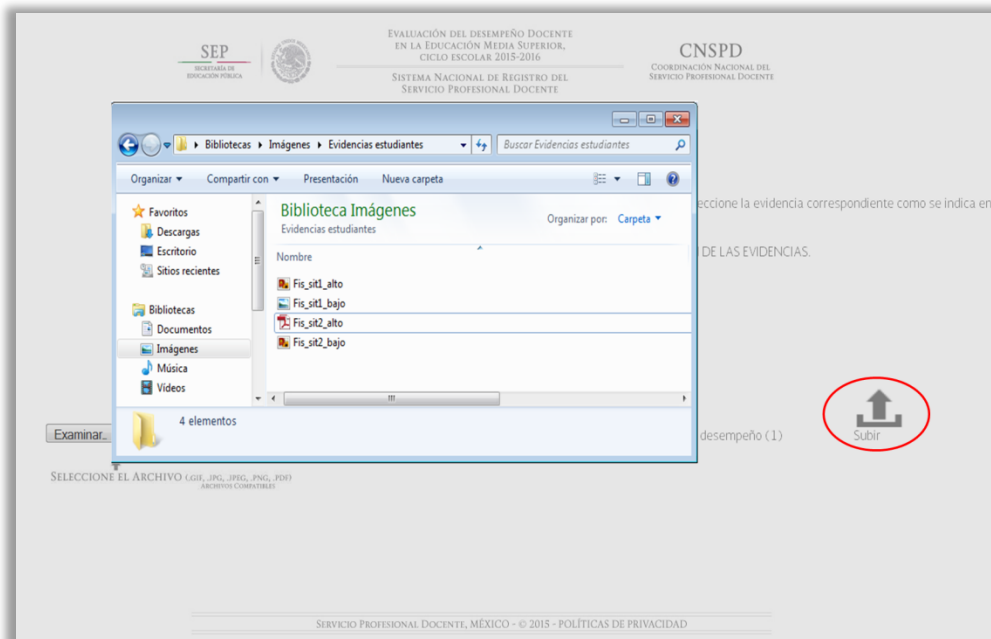 SEP
SECRETARÍA DE
EDUCACIÓN PÚBLICA
EVALUACIÓN DEL DESEMPEÑO DOCENTE
EN LA EDUCACIÓN MEDIA SUPERIOR,
CICLO ESCOLAR 2015-2016
SISTEMA NACIONAL DE REGISTRO DEL
SERVICIO PROFESIONAL DOCENTE
CNSPD
COORDINACIÓN NACIONAL DEL
SERVICIO PROFESIONAL DOCENTE
Bibliotecas Imágenes Evidencias estudiantes
Buscar Evidencias estudiantes
Organizar Compartir con Presentación Nueva carpeta
Favoritos
Descargas
Escritorio
Sitios recientes
Bibliotecas
Documentos
Imágenes
Música
Vídeos
Biblioteca Imágenes
Evidencias estudiantes
Organizar por: Carpeta
Nombre
Fis_sit1_alto
Fis_sit1_bajo
Fis_sit2_alto
Fis_sit2_bajo
4 elementos
eccione la evidencia correspondiente como se indica en
DE LAS EVIDENCIAS.
Examinar..
desempeño (1)
Subir
SELECCIONE EL ARCHIVO (.GIF, .JPG, .JPEG, .PNG, .PDF)
ARCHIVOS COMPATIBLES
SERVICIO PROFESIONAL DOCENTE, MÉXICO - © 2015 - POLÍTICAS DE PRIVACIDAD